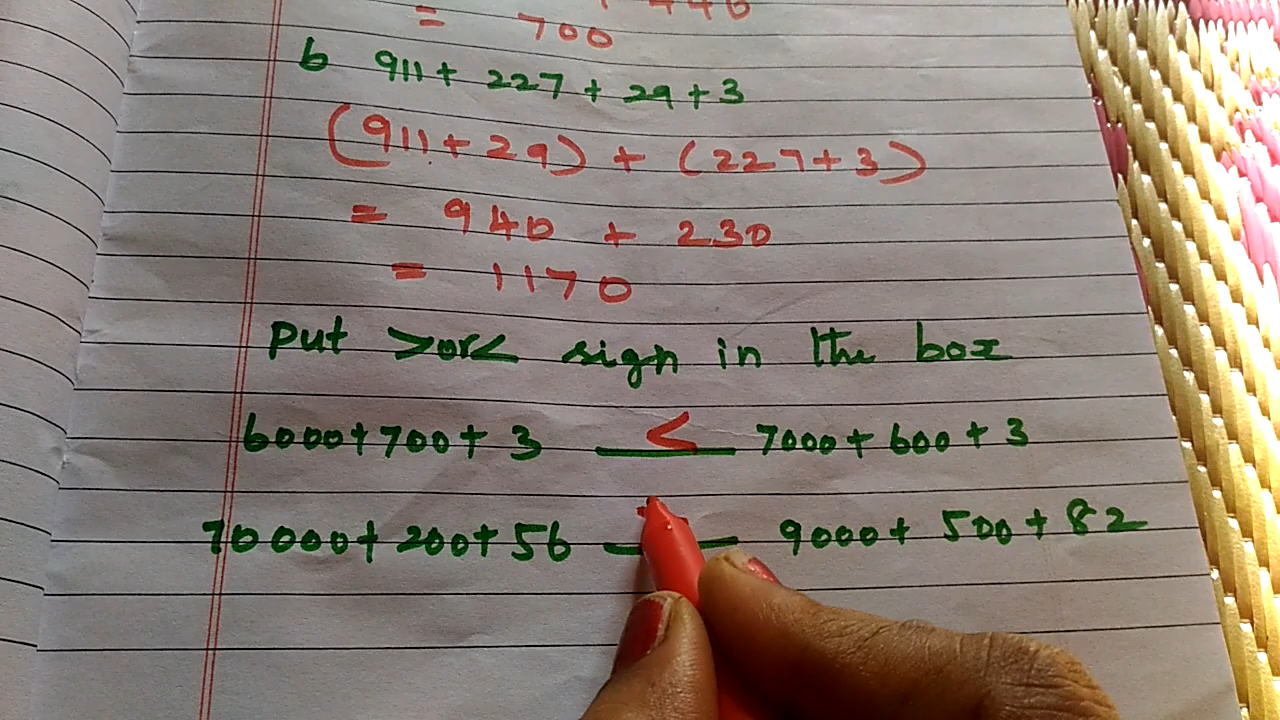 = 700
b 911 + 227 + 29 + 3
(911 + 29) + (227 + 3)
= 940 + 230
= 1170
put > or < sign in the box
6000 + 700 + 3 < 7000 + 600 + 3
70000 + 200 + 56 9000 + 500 + 82